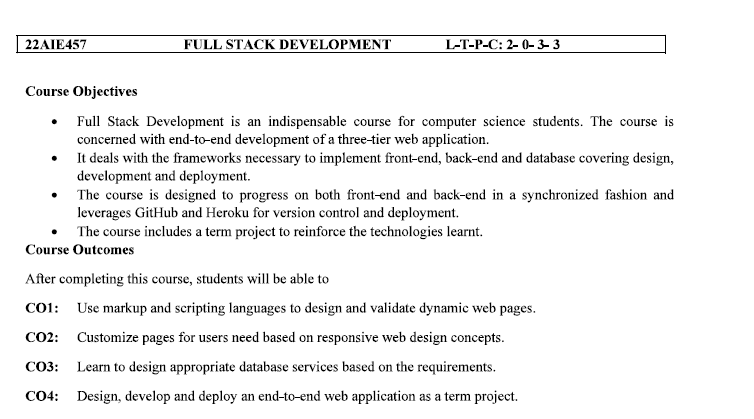 22AIE457 FULL STACK DEVELOPMENT L-T-P-C: 2- 0- 3- 3
Course Objectives
• Full Stack Development is an indispensable course for computer science students. The course is
concerned with end-to-end development of a three-tier web application.
• It deals with the frameworks necessary to implement front-end, back-end and database covering design,
development and deployment.
• The course is designed to progress on both front-end and back-end in a synchronized fashion and
leverages GitHub and Heroku for version control and deployment.
• The course includes a term project to reinforce the technologies learnt.
Course Outcomes
After completing this course, students will be able to
CO1: Use markup and scripting languages to design and validate dynamic web pages.
CO2: Customize pages for users need based on responsive web design concepts.
CO3: Learn to design appropriate database services based on the requirements.
CO4: Design, develop and deploy an end-to-end web application as a term project.